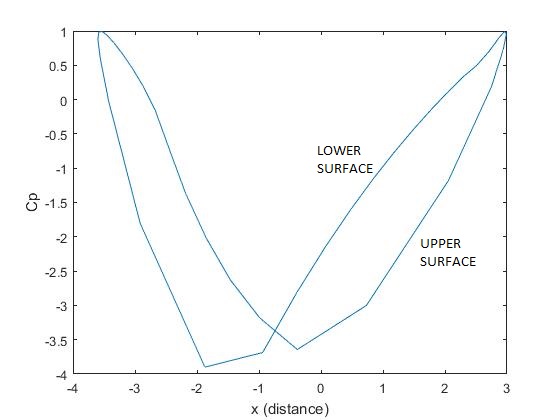 1
0.5
0
-0.5
-1
-1.5
-2
-2.5
-3
-3.5
-4
Cp
LOWER
SURFACE
UPPER
SURFACE
-4 -3 -2 -1 0 1 2 3
x (distance)